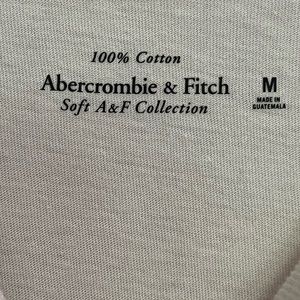 100% Cotton
Abercrombie & Fitch
Soft A&F Collection
M
MADE IN
GUATEMALA